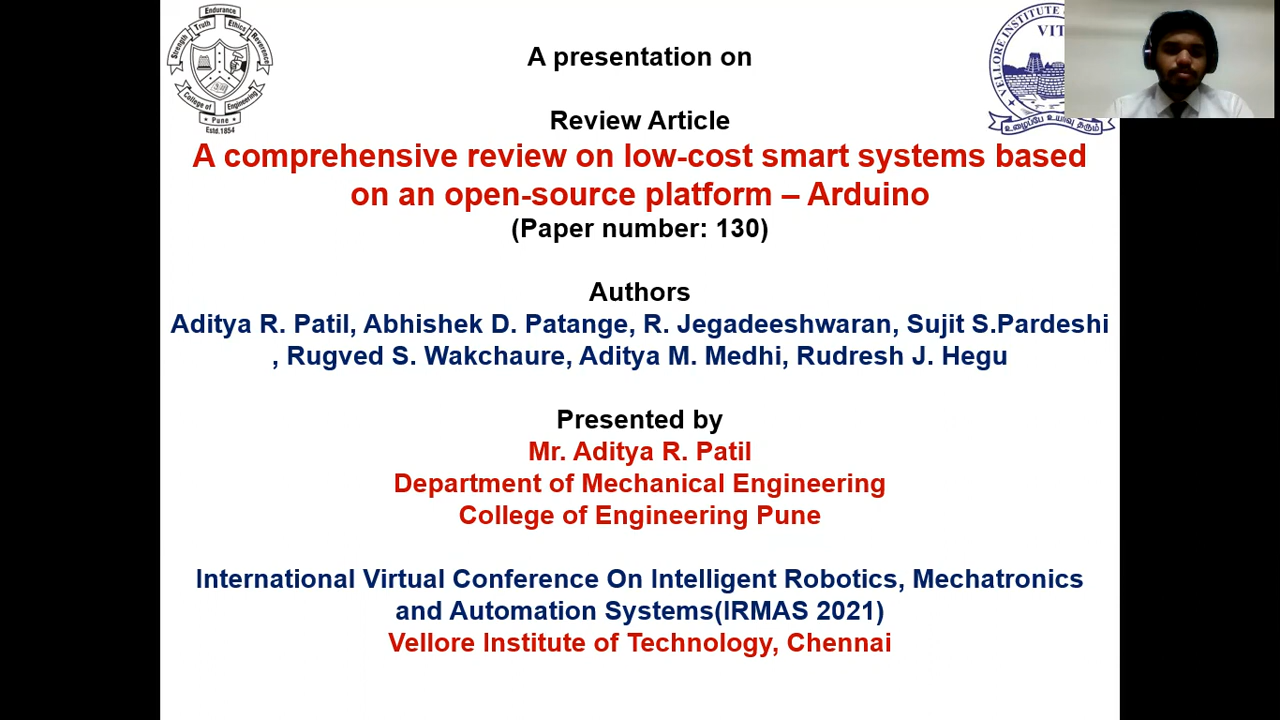 Endurance
Truth Ethics
Strength Reverence
College of Engineering
Pune
Estd.1854
VELLORE INSTITUTE
VIT
உழைப்பே உயர்வு தரும்
A presentation on
Review Article
A comprehensive review on low-cost smart systems based
on an open-source platform – Arduino
(Paper number: 130)
Authors
Aditya R. Patil, Abhishek D. Patange, R. Jegadeeshwaran, Sujit S.Pardeshi
, Rugved S. Wakchaure, Aditya M. Medhi, Rudresh J. Hegu
Presented by
Mr. Aditya R. Patil
Department of Mechanical Engineering
College of Engineering Pune
International Virtual Conference On Intelligent Robotics, Mechatronics
and Automation Systems(IRMAS 2021)
Vellore Institute of Technology, Chennai